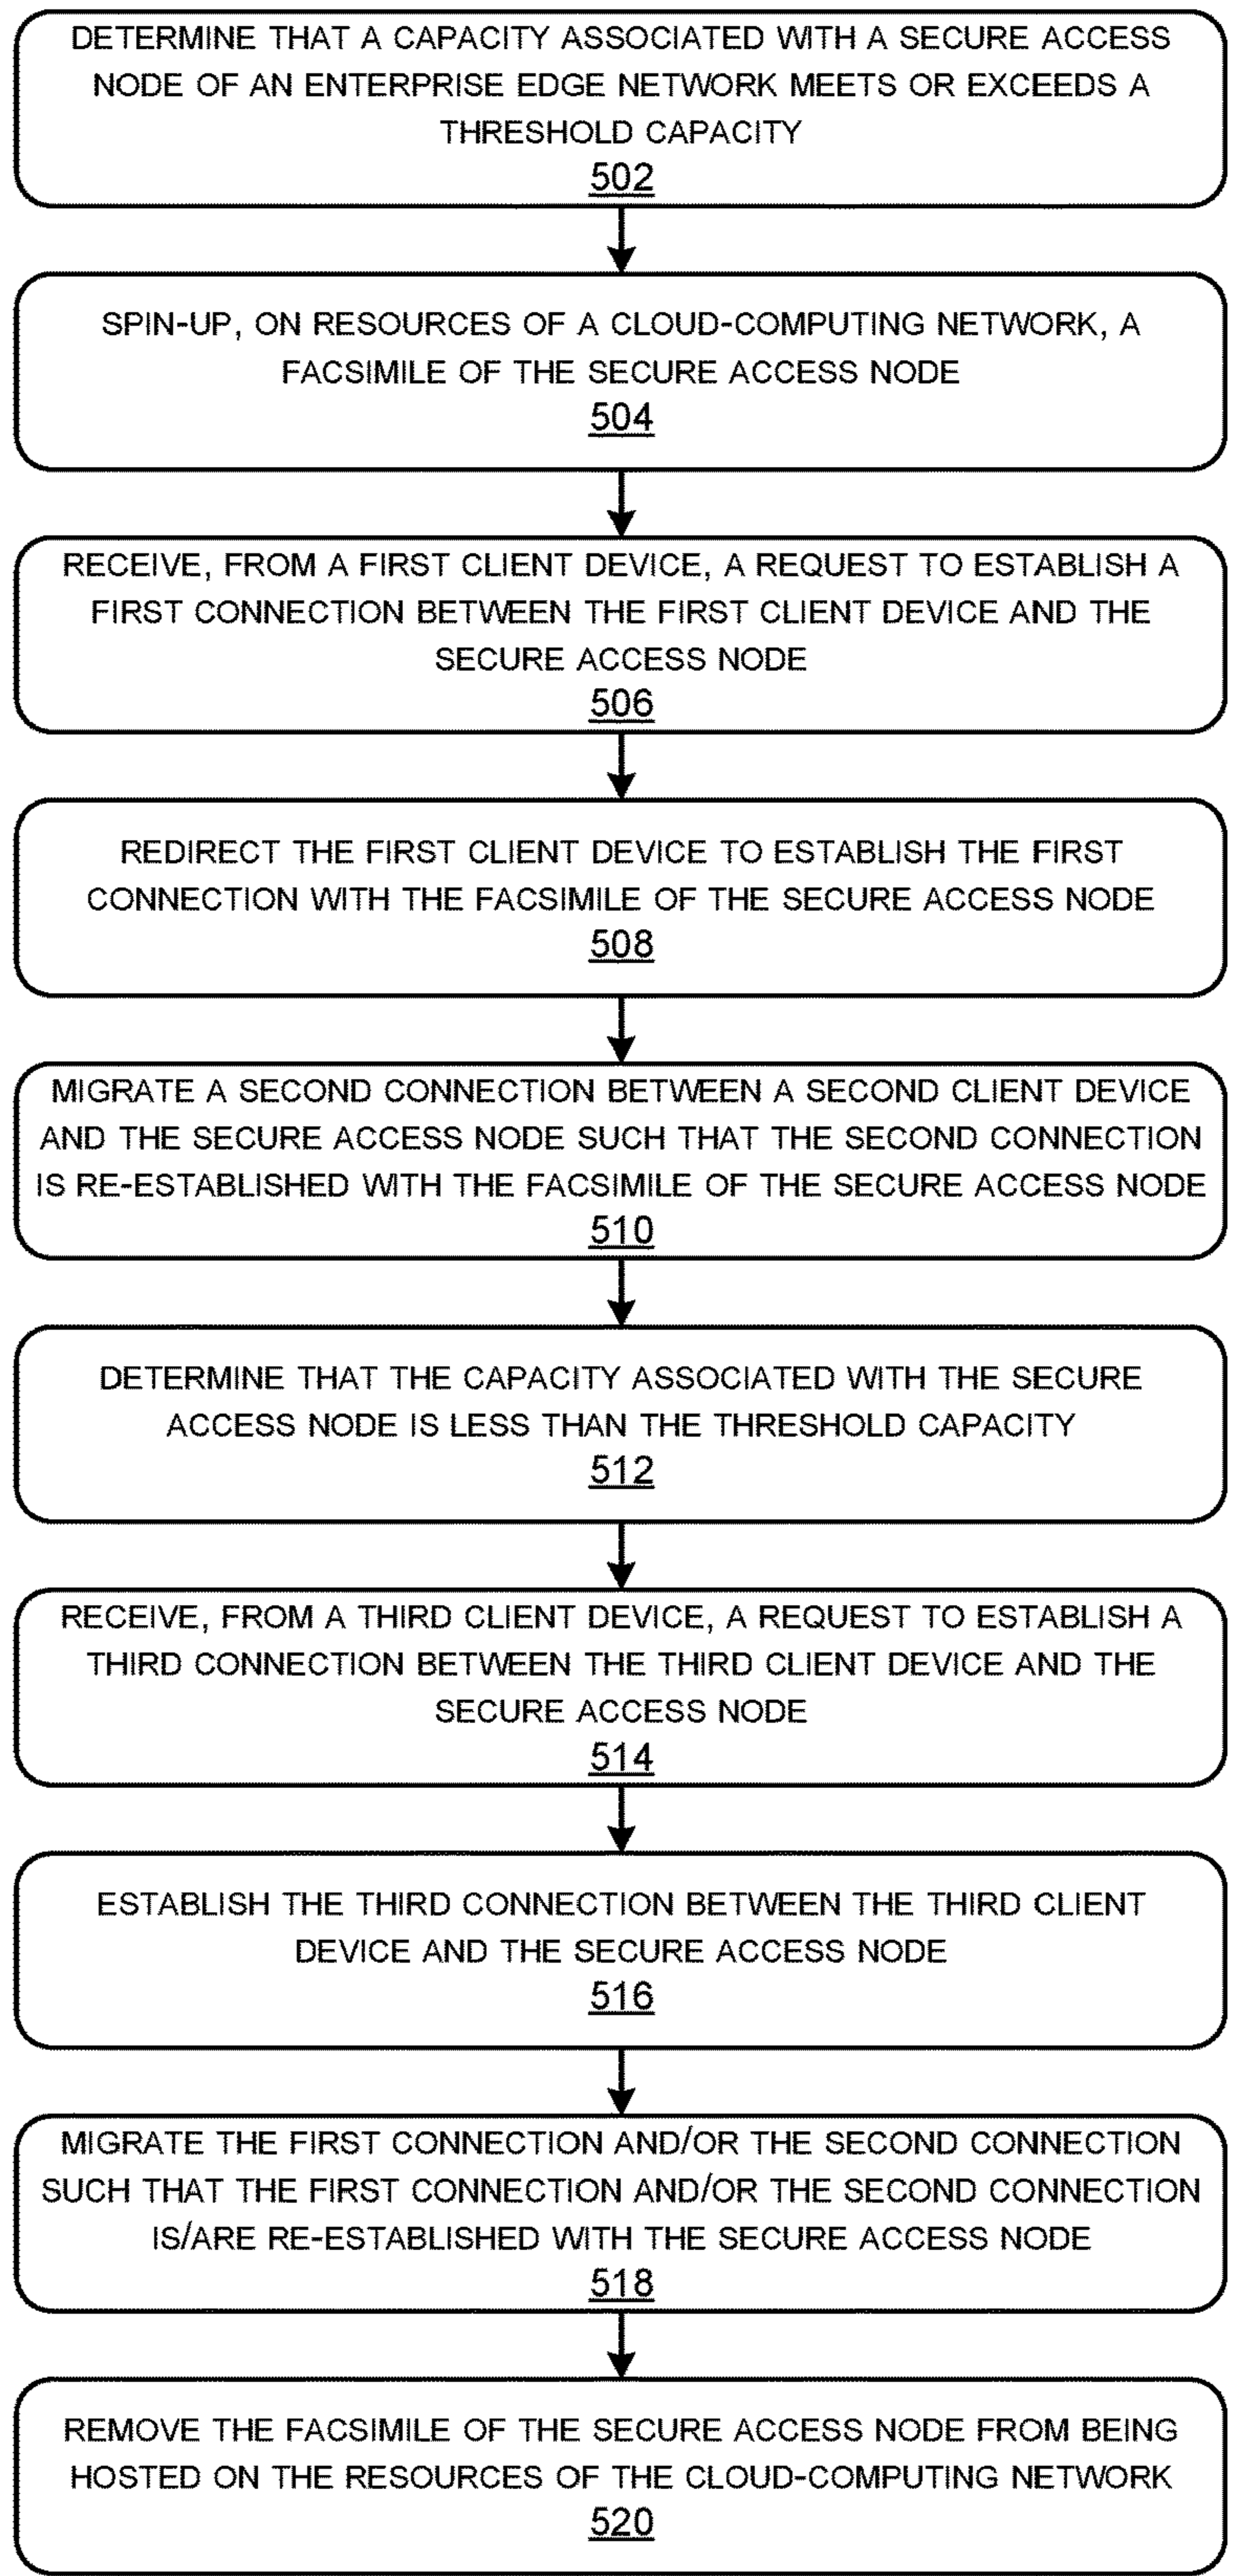 DETERMINE THAT A CAPACITY ASSOCIATED WITH A SECURE ACCESS
NODE OF AN ENTERPRISE EDGE NETWORK MEETS OR EXCEEDS A
THRESHOLD CAPACITY
502
SPIN-UP, ON RESOURCES OF A CLOUD-COMPUTING NETWORK, A
FACSIMILE OF THE SECURE ACCESS NODE
504
RECEIVE, FROM A FIRST CLIENT DEVICE, A REQUEST TO ESTABLISH A
FIRST CONNECTION BETWEEN THE FIRST CLIENT DEVICE AND THE
SECURE ACCESS NODE
506
REDIRECT THE FIRST CLIENT DEVICE TO ESTABLISH THE FIRST
CONNECTION WITH THE FACSIMILE OF THE SECURE ACCESS NODE
508
MIGRATE A SECOND CONNECTION BETWEEN A SECOND CLIENT DEVICE
AND THE SECURE ACCESS NODE SUCH THAT THE SECOND CONNECTION
IS RE-ESTABLISHED WITH THE FACSIMILE OF THE SECURE ACCESS NODE
510
DETERMINE THAT THE CAPACITY ASSOCIATED WITH THE SECURE
ACCESS NODE IS LESS THAN THE THRESHOLD CAPACITY
512
RECEIVE, FROM A THIRD CLIENT DEVICE, A REQUEST TO ESTABLISH A
THIRD CONNECTION BETWEEN THE THIRD CLIENT DEVICE AND THE
SECURE ACCESS NODE
514
ESTABLISH THE THIRD CONNECTION BETWEEN THE THIRD CLIENT
DEVICE AND THE SECURE ACCESS NODE
516
MIGRATE THE FIRST CONNECTION AND/OR THE SECOND CONNECTION
SUCH THAT THE FIRST CONNECTION AND/OR THE SECOND CONNECTION
IS/ARE RE-ESTABLISHED WITH THE SECURE ACCESS NODE
518
REMOVE THE FACSIMILE OF THE SECURE ACCESS NODE FROM BEING
HOSTED ON THE RESOURCES OF THE CLOUD-COMPUTING NETWORK
520